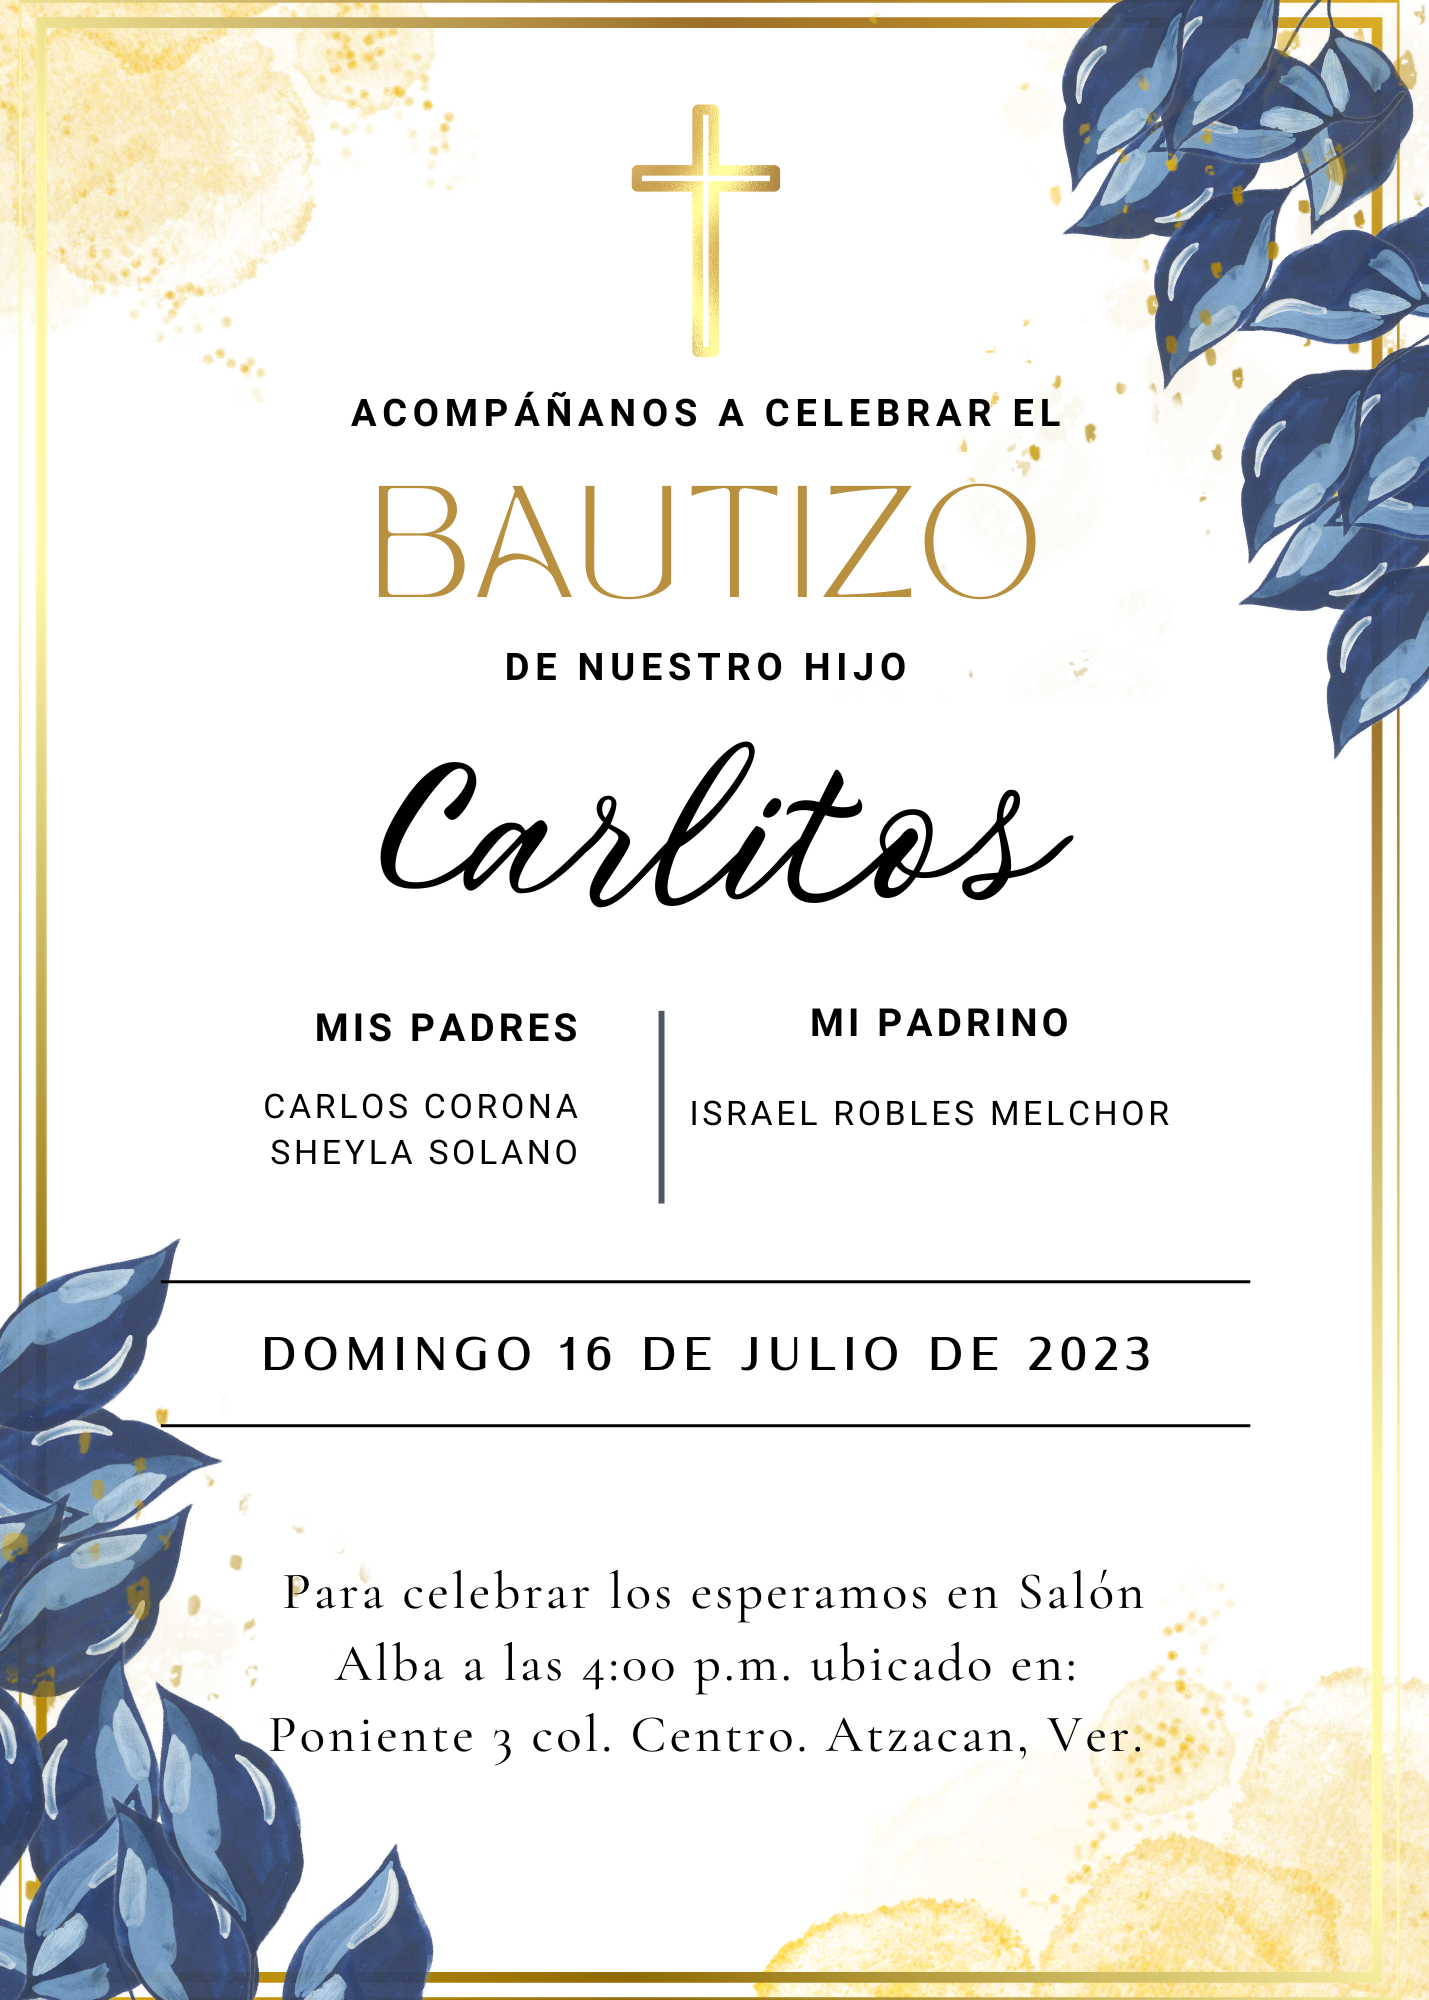 ACOMPÁÑANOS A CELEBRAR EL
BAUTIZO
DE NUESTRO HIJO
Carlitos
MIS PADRES
CARLOS CORONA
SHEYLA SOLANO
MI PADRINO
ISRAEL ROBLES MELCHOR
DOMINGO 16 DE JULIO DE 2023
Para celebrar los esperamos en Salón
Alba a las 4:00 p.m. ubicado en:
Poniente 3 col. Centro. Atzacan, Ver.